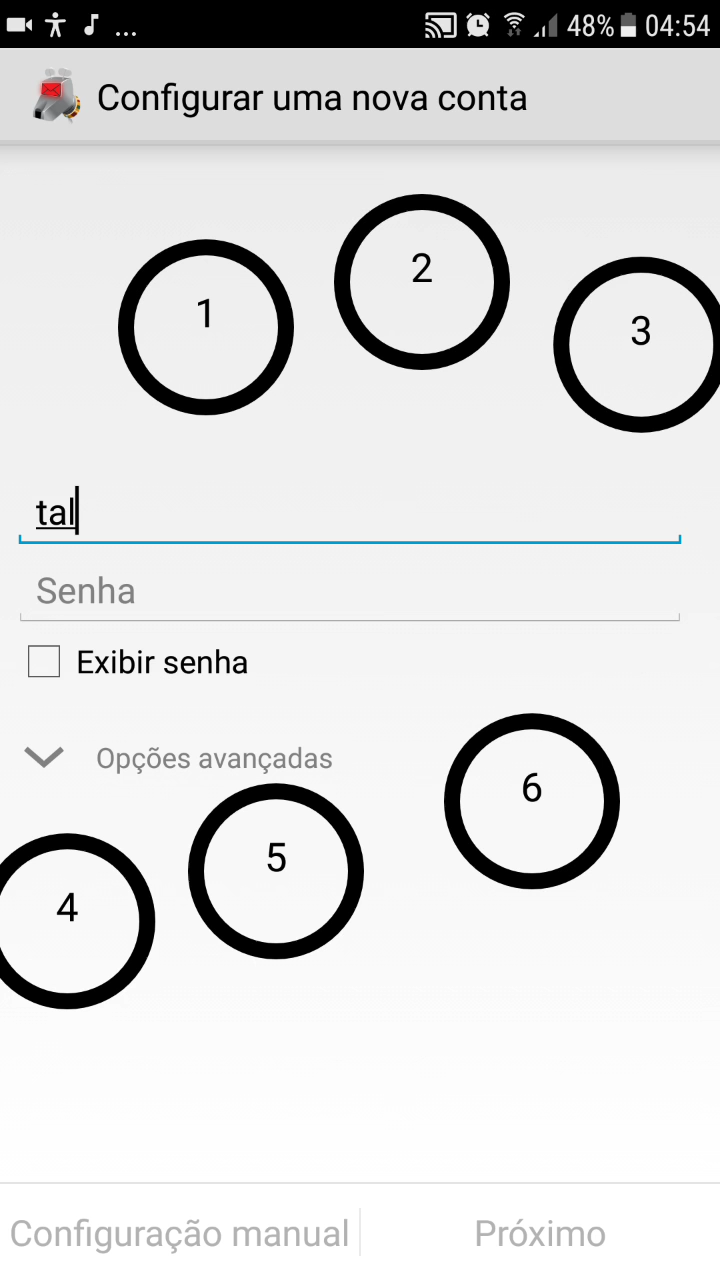 ... 48% 04:54
Configurar uma nova conta
1 2 3
tal
Senha
Exibir senha
Opções avançadas
4 5 6
Configuração manual Próximo